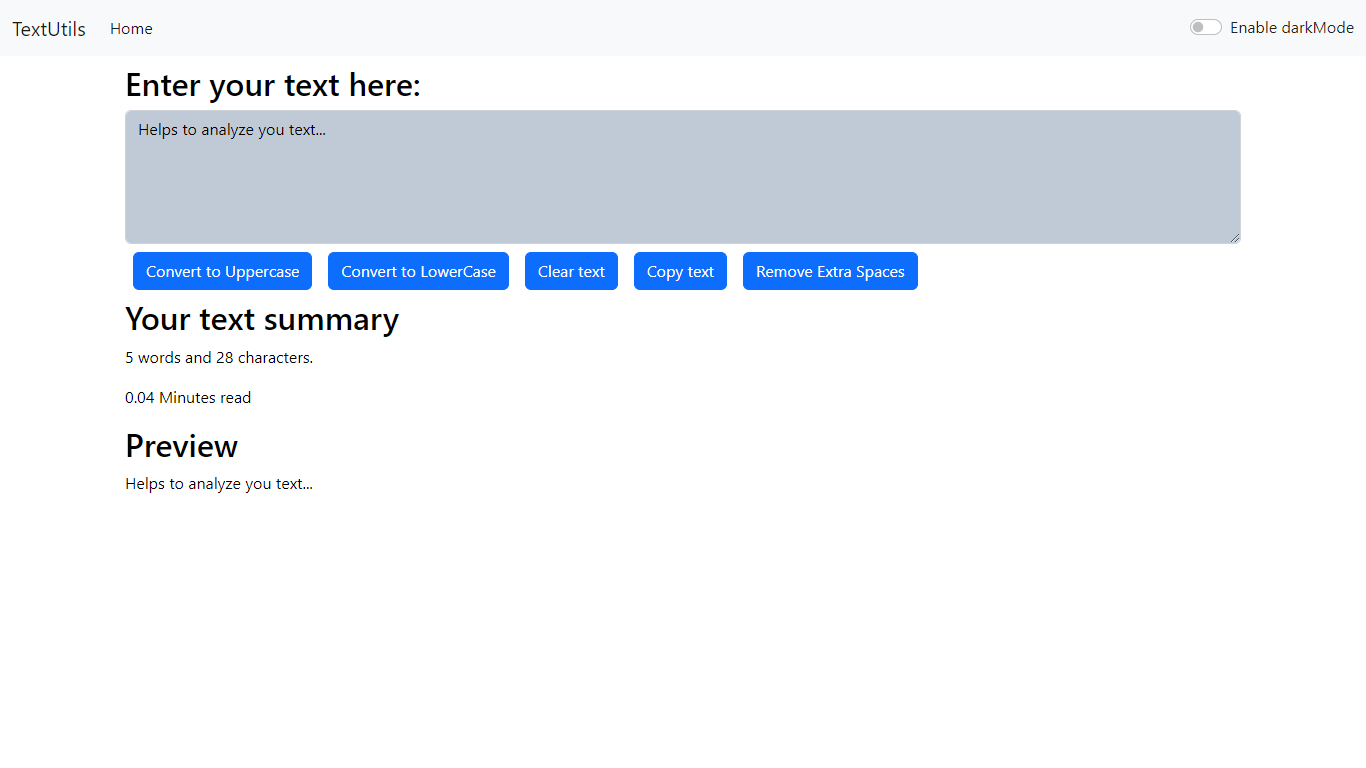 TextUtils Home Enable darkMode
Enter your text here:
Helps to analyze you text...
Convert to Uppercase Convert to LowerCase Clear text Copy text Remove Extra Spaces
Your text summary
5 words and 28 characters.
0.04 Minutes read
Preview
Helps to analyze you text...